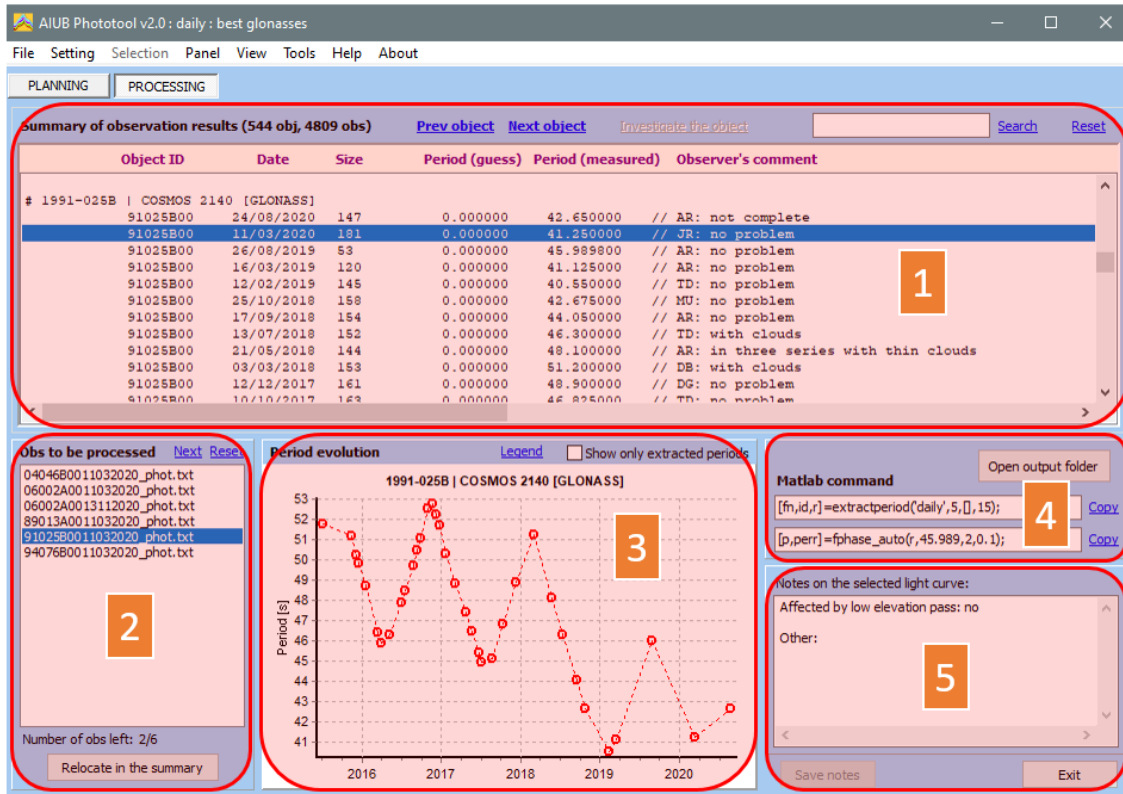 AIUB Phototool v2.0 : daily : best glonasses
File Setting Selection Panel View Tools Help About
PLANNING PROCESSING
Summary of observation results (544 obj, 4809 obs) Prev object Next object Investigate the object Search Reset
Object ID Date Size Period (guess) Period (measured) Observer's comment
# 1991-025B | COSMOS 2140 [GLONASS]
91025B00 24/08/2020 147 0.000000 42.650000 // AR: not complete
91025B00 11/03/2020 181 0.000000 41.250000 // JR: no problem
91025B00 26/08/2019 53 0.000000 45.989800 // AR: no problem
91025B00 16/03/2019 120 0.000000 41.125000 // AR: no problem
91025B00 12/02/2019 145 0.000000 40.550000 // TD: no problem
91025B00 25/10/2018 158 0.000000 42.675000 // MU: no problem
91025B00 17/09/2018 154 0.000000 44.050000 // AR: no problem
91025B00 13/07/2018 152 0.000000 46.300000 // TD: with clouds
91025B00 21/05/2018 144 0.000000 48.100000 // AR: in three series with thin clouds
91025B00 03/03/2018 153 0.000000 51.200000 // DB: with clouds
91025B00 12/12/2017 161 0.000000 48.900000 // DG: no problem
91025B00 10/10/2017 163 0.000000 46.825000 // TD: no problem
1
Obs to be processed Next Reset
04046B0011032020_phot.txt
06002A0011032020_phot.txt
06002A0013112020_phot.txt
89013A0011032020_phot.txt
91025B0011032020_phot.txt
94076B0011032020_phot.txt
2
Number of obs left: 2/6
Relocate in the summary
Period evolution Legend Show only extracted periods
1991-025B | COSMOS 2140 [GLONASS]
Period [s]
53
52
51
50
49
48
47
46
45
44
43
42
41
2016 2017 2018 2019 2020
3
Open output folder
Matlab command
[fn,id,r]=extractperiod('daily',5,[],15); Copy
[p,perr]=fphase_auto(r,45.989,2,0.1); Copy
4
Notes on the selected light curve:
Affected by low elevation pass: no
Other:
5
Save notes Exit